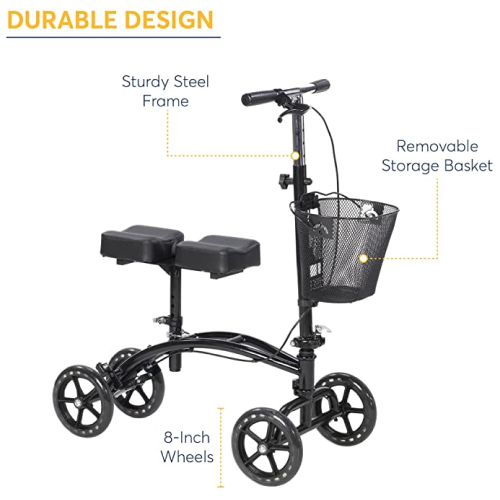 DURABLE DESIGN
Sturdy Steel
Frame
Removable
Storage Basket
8-Inch
Wheels